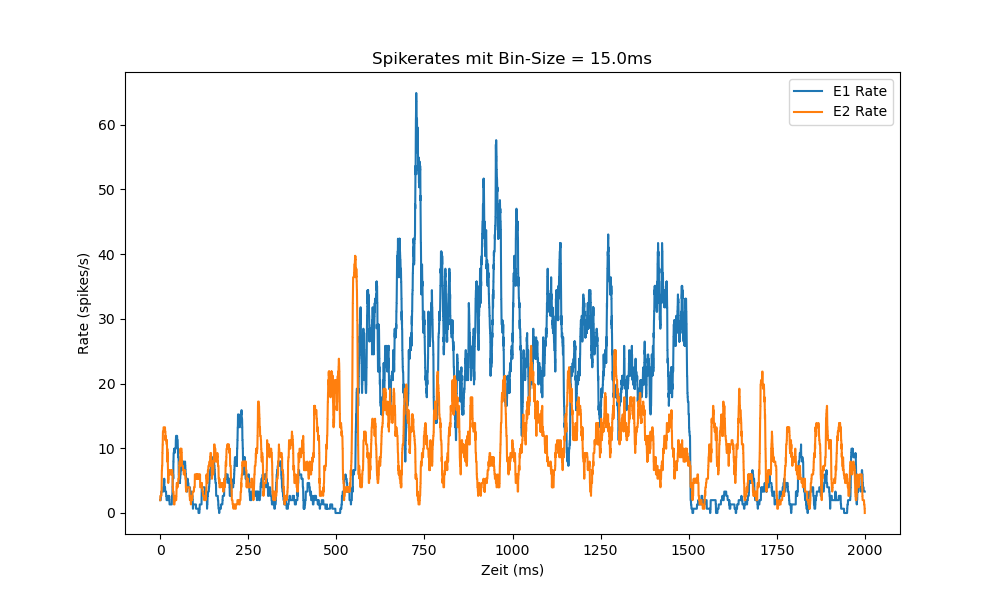 Spikerates mit Bin-Size = 15.0ms
E1 Rate
E2 Rate
60
50
40
30
20
10
0
Rate (spikes/s)
0 250 500 750 1000 1250 1500 1750 2000
Zeit (ms)